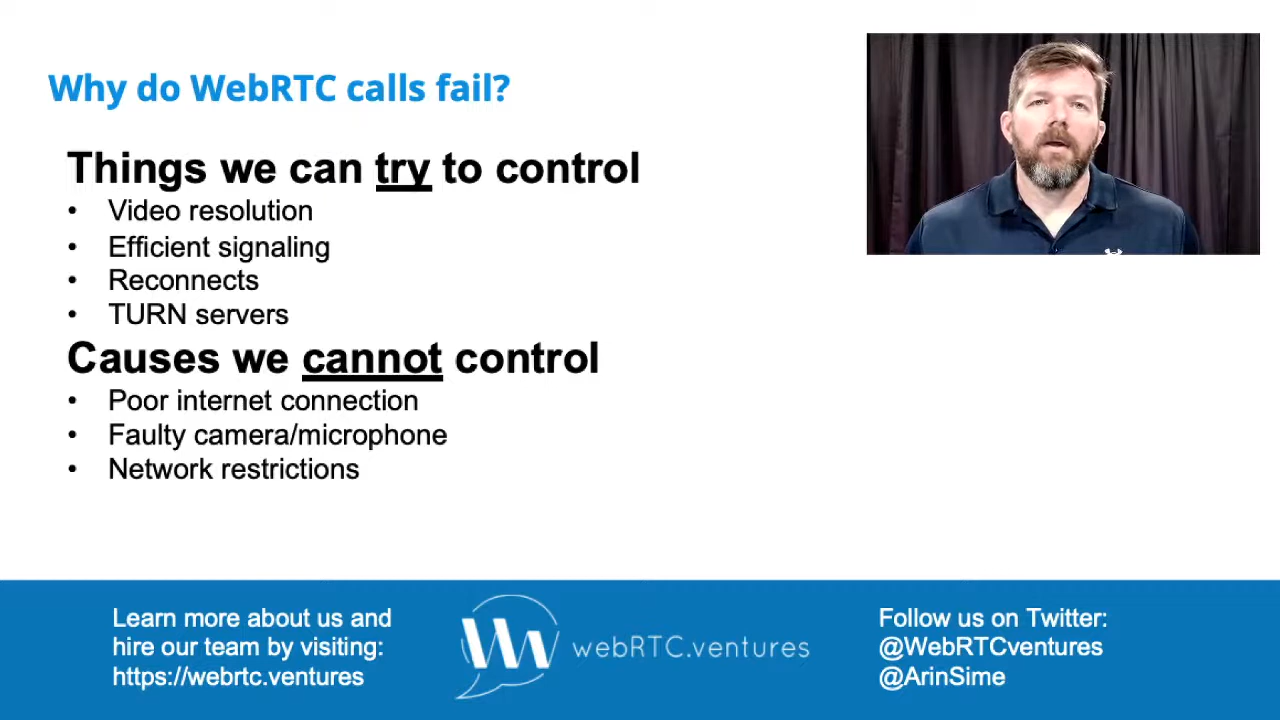 Why do WebRTC calls fail?
Things we can try to control
• Video resolution
• Efficient signaling
• Reconnects
• TURN servers
Causes we cannot control
• Poor internet connection
• Faulty camera/microphone
• Network restrictions
Learn more about us and
hire our team by visiting:
https://webrtc.ventures
webRTC.ventures
Follow us on Twitter:
@WebRTCventures
@ArinSime